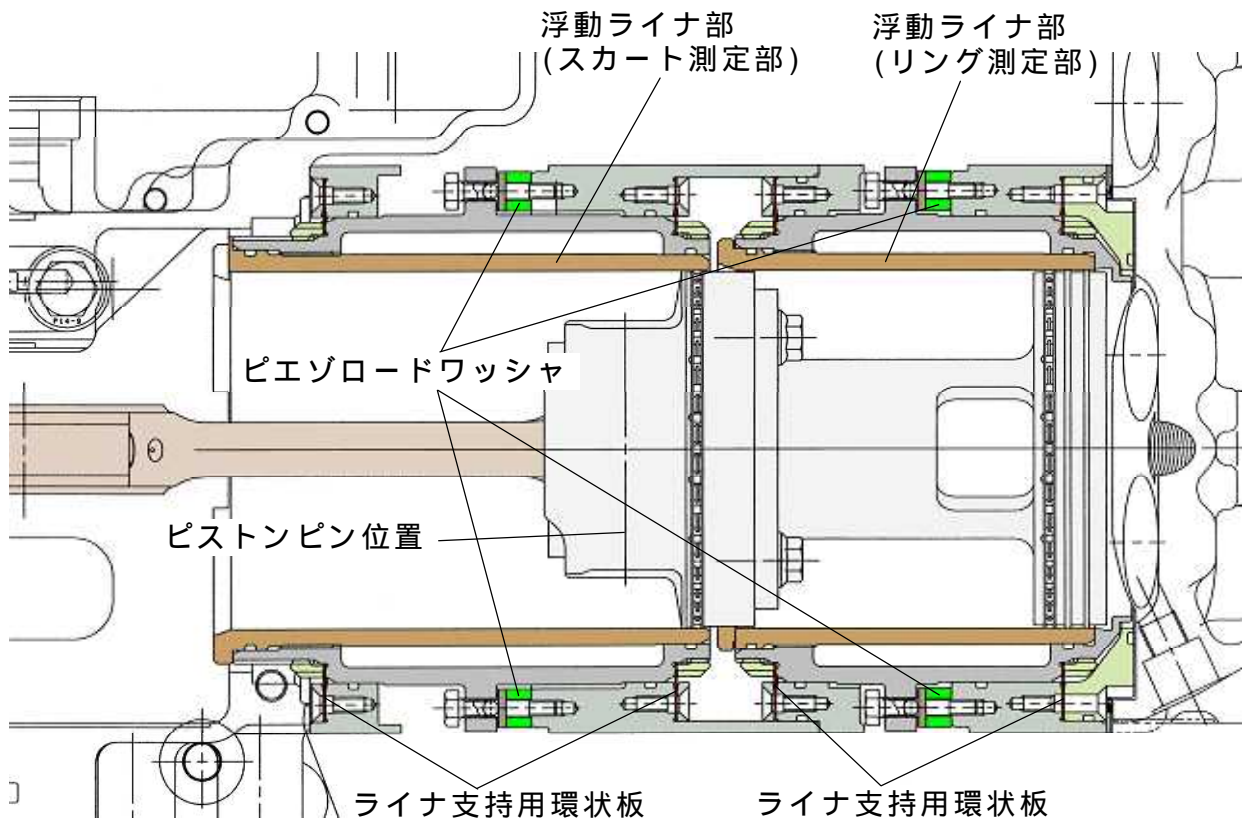 浮動ライナ部
(スカート測定部)
浮動ライナ部
(リング測定部)
ピエゾロードワッシャ
ピストンピン位置
ライナ支持用環状板
ライナ支持用環状板